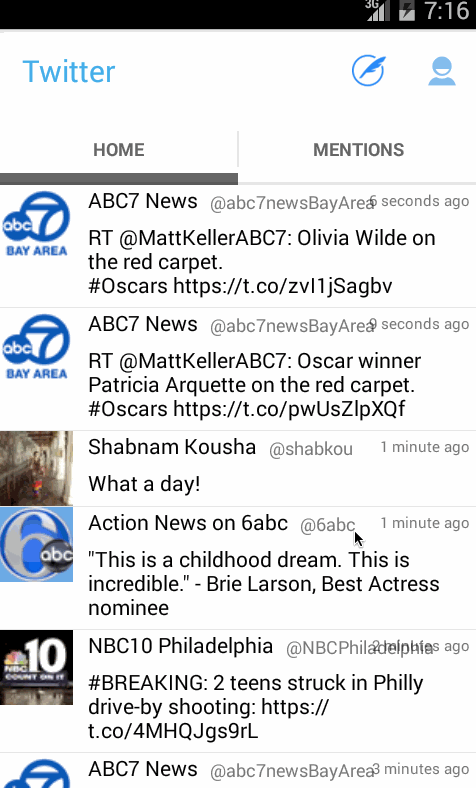 3G
7:16
Twitter
HOME
MENTIONS
ABC7 News @abc7newsBayArea 6 seconds ago
abc 7
BAY AREA
RT @MattKellerABC7: Olivia Wilde on
the red carpet.
#Oscars https://t.co/zvI1jSagbv
ABC7 News @abc7newsBayArea 9 seconds ago
abc 7
BAY AREA
RT @MattKellerABC7: Oscar winner
Patricia Arquette on the red carpet.
#Oscars https://t.co/pwUsZlpXQf
Shabnam Kousha @shabkou 1 minute ago
What a day!
Action News on 6abc @6abc 1 minute ago
6 abc
"This is a childhood dream. This is
incredible." - Brie Larson, Best Actress
nominee
NBC10 Philadelphia @NBCPhiladelphia 2 minutes ago
10
NBC
COUNT ON IT
#BREAKING: 2 teens struck in Philly
drive-by shooting: https://
t.co/4MHQJgs9rL
ABC7 News @abc7newsBayArea 3 minutes ago
abc 7